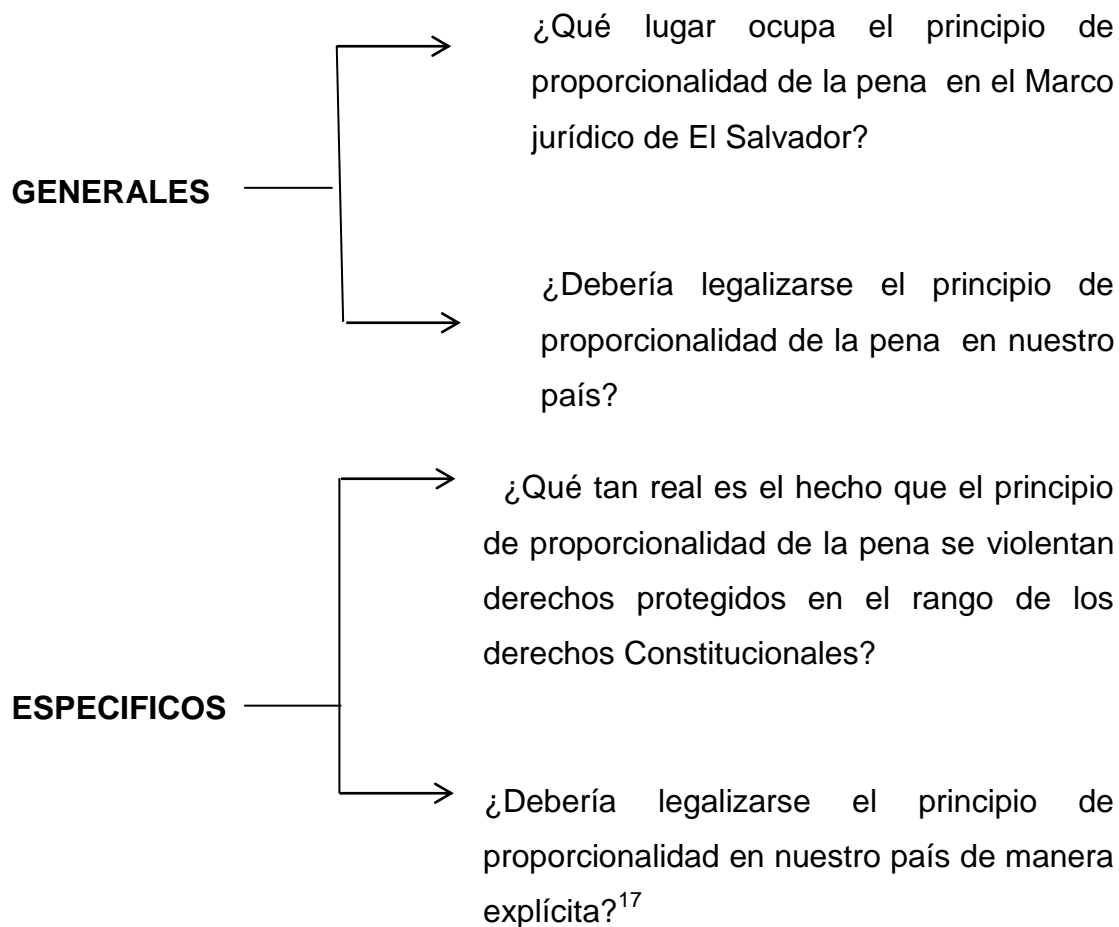 ¿Qué lugar ocupa el principio de
proporcionalidad de la pena en el Marco
jurídico de El Salvador?
GENERALES
¿Debería legalizarse el principio de
proporcionalidad de la pena en nuestro
país?
¿Qué tan real es el hecho que el principio
de proporcionalidad de la pena se violentan
derechos protegidos en el rango de los
derechos Constitucionales?
ESPECIFICOS
¿Debería legalizarse el principio de
proporcionalidad en nuestro país de manera
explícita?17